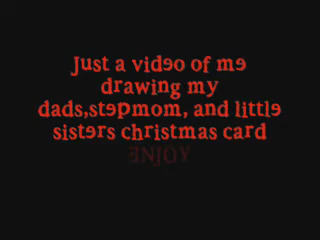 Just a video of me
drawing my
dads,stepmom, and little
sisters christmas card
ENJOY